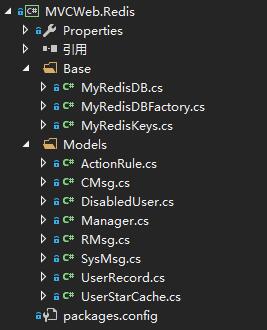 C# MVCWeb.Redis
Properties
引用
Base
C# MyRedisDB.cs
C# MyRedisDBFactory.cs
C# MyRedisKeys.cs
Models
C# ActionRule.cs
C# CMsg.cs
C# DisabledUser.cs
C# Manager.cs
C# RMsg.cs
C# SysMsg.cs
C# UserRecord.cs
C# UserStarCache.cs
packages.config